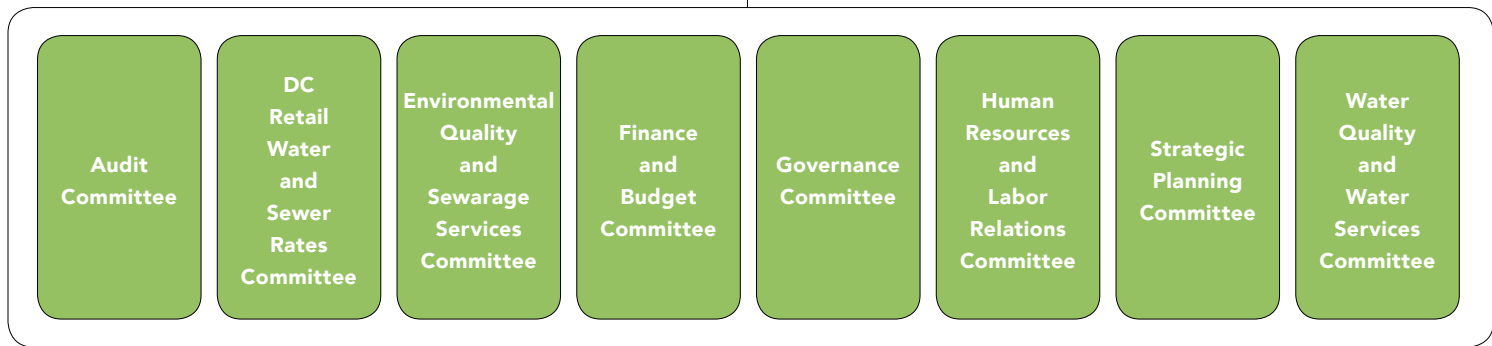 Audit
Committee
DC
Retail
Water
and
Sewer
Rates
Committee
Environmental
Quality
and
Sewarage
Services
Committee
Finance
and
Budget
Committee
Governance
Committee
Human
Resources
and
Labor
Relations
Committee
Strategic
Planning
Committee
Water
Quality
and
Water
Services
Committee